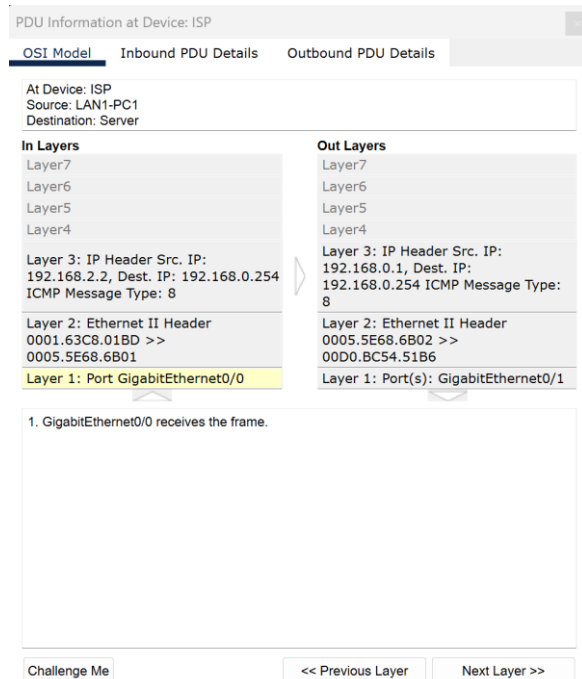 PDU Information at Device: ISP
OSI Model Inbound PDU Details Outbound PDU Details
At Device: ISP
Source: LAN1-PC1
Destination: Server
In Layers
Layer7
Layer6
Layer5
Layer4
Layer 3: IP Header Src. IP:
192.168.2.2, Dest. IP: 192.168.0.254
ICMP Message Type: 8
Layer 2: Ethernet II Header
0001.63C8.01BD >>
0005.5E68.6B01
Layer 1: Port GigabitEthernet0/0
Out Layers
Layer7
Layer6
Layer5
Layer4
Layer 3: IP Header Src. IP:
192.168.0.1, Dest. IP:
192.168.0.254 ICMP Message Type:
8
Layer 2: Ethernet II Header
0005.5E68.6B02 >>
00D0.BC54.51B6
Layer 1: Port(s): GigabitEthernet0/1
1. GigabitEthernet0/0 receives the frame.
Challenge Me << Previous Layer Next Layer >>